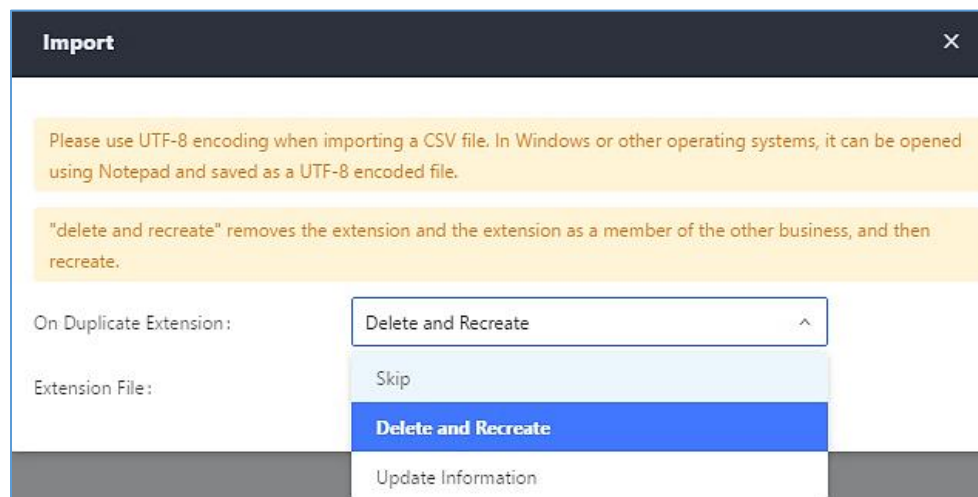 Import
Please use UTF-8 encoding when importing a CSV file. In Windows or other operating systems, it can be opened
using Notepad and saved as a UTF-8 encoded file.
"delete and recreate" removes the extension and the extension as a member of the other business, and then
recreate.
On Duplicate Extension:
Delete and Recreate
Extension File:
Skip
Delete and Recreate
Update Information